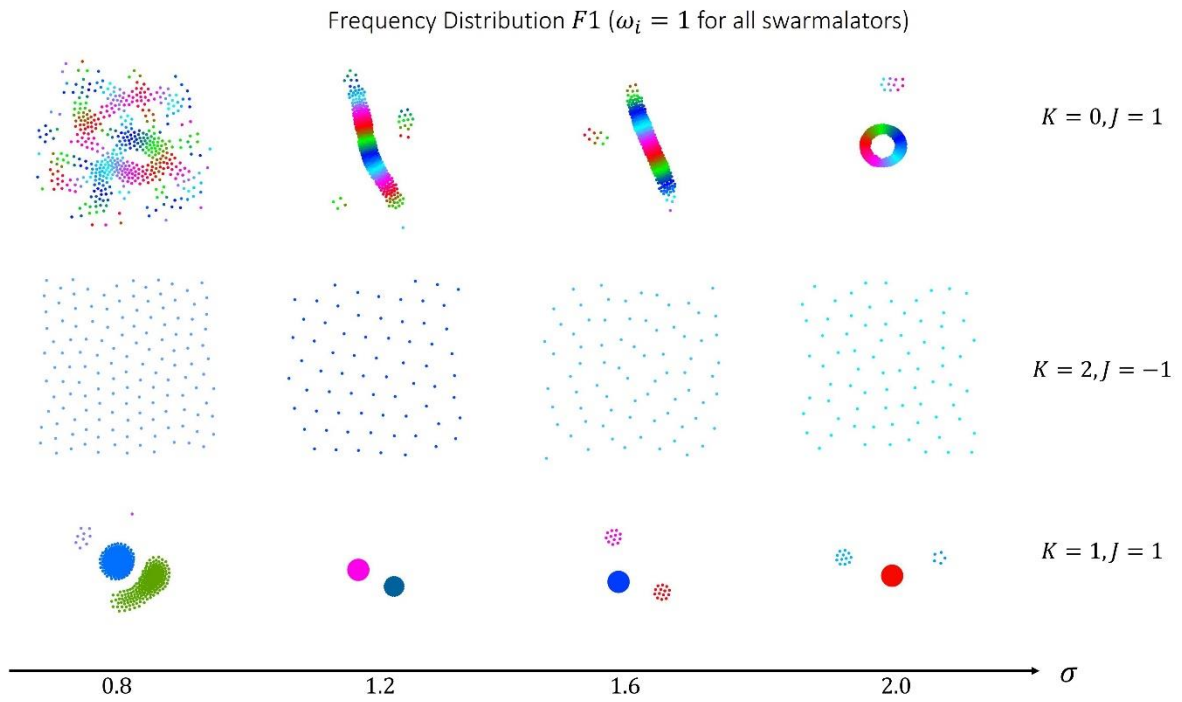 Frequency Distribution F1 (ωᵢ = 1 for all swarmalators)
K = 0, J = 1
K = 2, J = −1
K = 1, J = 1
0.8 1.2 1.6 2.0 σ